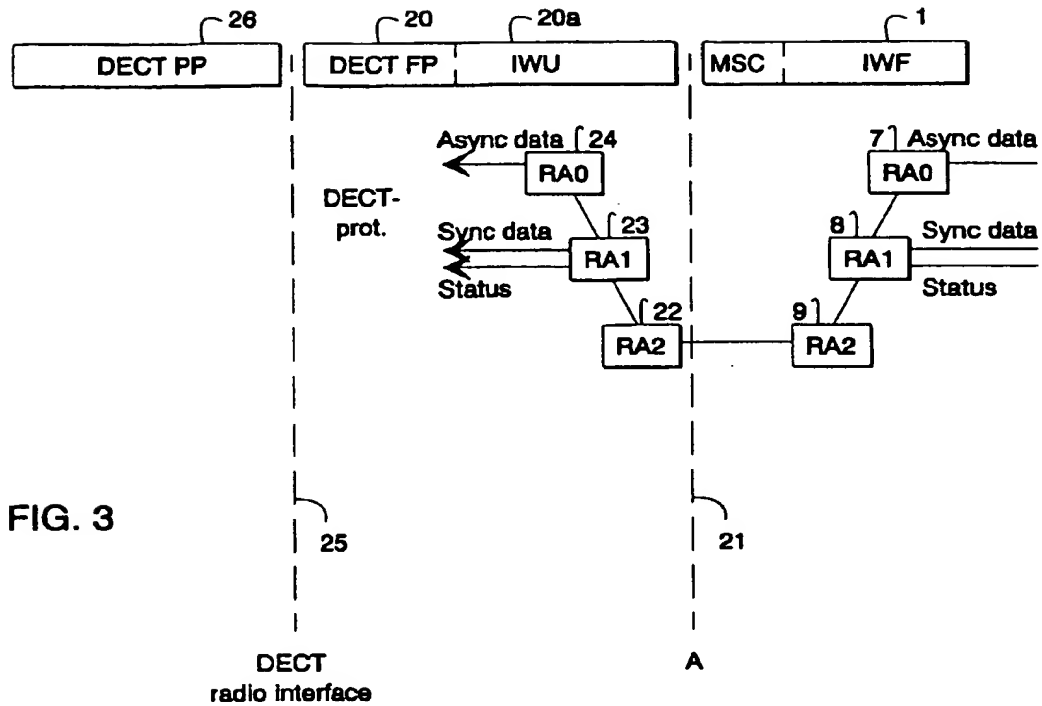 26 20 20a 1
DECT PP DECT FP IWU MSC IWF
Async data 24 7 Async data
RA0 RA0
DECT-
prot.
Sync data 23 8 Sync data
RA1 RA1
Status Status
22 9
RA2 RA2
FIG. 3
25 21
DECT
radio interface
A